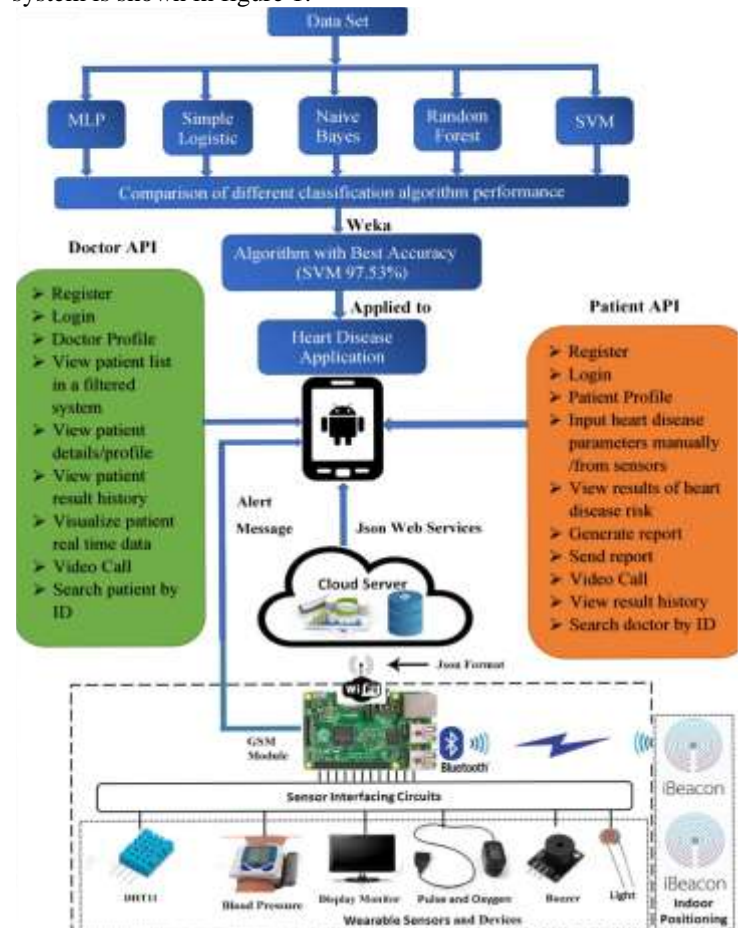 system is shown in figure 1.
Data Set
MLP
Simple
Logistic
Naive
Bayes
Random
Forest
SVM
Comparison of different classification algorithm performance
Weka
Algorithm with Best Accuracy
(SVM 97.53%)
Applied to
Heart Disease
Application
Doctor API
➢ Register
➢ Login
➢ Doctor Profile
➢ View patient list
in a filtered
system
➢ View patient
details/profile
➢ View patient
result history
➢ Visualize patient
real time data
➢ Video Call
➢ Search patient by
ID
Patient API
➢ Register
➢ Login
➢ Patient Profile
➢ Input heart disease
parameters manually
/from sensors
➢ View results of heart
disease risk
➢ Generate report
➢ Send report
➢ Video Call
➢ View result history
➢ Search doctor by ID
Alert
Message
Json Web Services
Cloud Server
Json Format
Wi Fi
GSM
Module
Bluetooth
Sensor Interfacing Circuits
DHT11
Blood Pressure
Display Monitor
Pulse and Oxygen
Buzzer
Light
Wearable Sensors and Devices
iBeacon
iBeacon
Indoor
Positioning